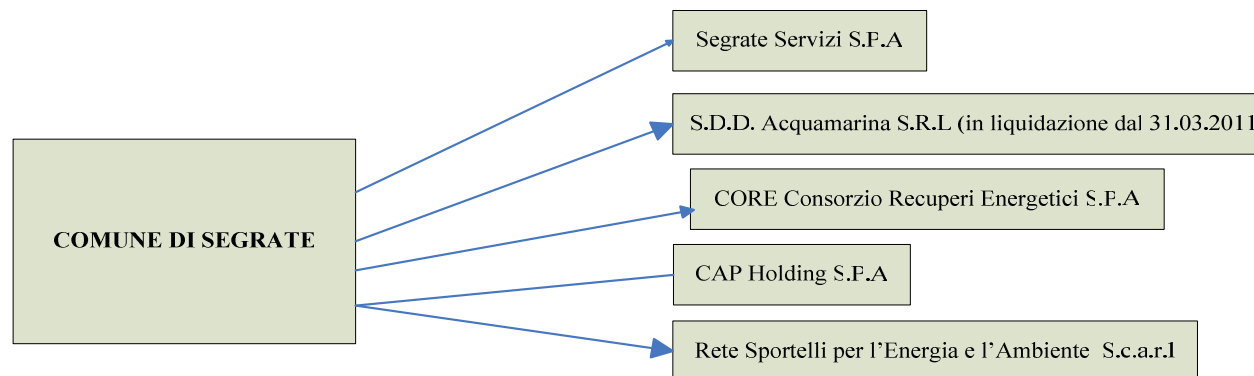 Segrate Servizi S.P.A
S.D.D. Acquamarina S.R.L (in liquidazione dal 31.03.2011
COMUNE DI SEGRATE
CORE Consorzio Recuperi Energetici S.P.A
CAP Holding S.P.A
Rete Sportelli per l’Energia e l’Ambiente S.c.a.r.l